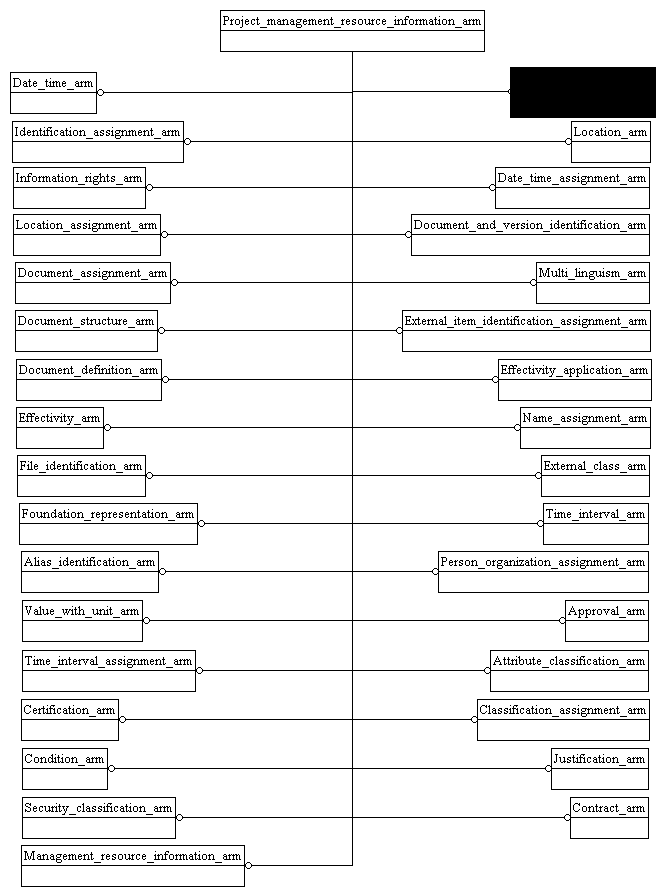 Project_management_resource_information_arm
Date_time_arm
Identification_assignment_arm Location_arm
Information_rights_arm Date_time_assignment_arm
Location_assignment_arm Document_and_version_identification_arm
Document_assignment_arm Multi_linguism_arm
Document_structure_arm External_item_identification_assignment_arm
Document_definition_arm Effectivity_application_arm
Effectivity_arm Name_assignment_arm
File_identification_arm External_class_arm
Foundation_representation_arm Time_interval_arm
Alias_identification_arm Person_organization_assignment_arm
Value_with_unit_arm Approval_arm
Time_interval_assignment_arm Attribute_classification_arm
Certification_arm Classification_assignment_arm
Condition_arm Justification_arm
Security_classification_arm Contract_arm
Management_resource_information_arm